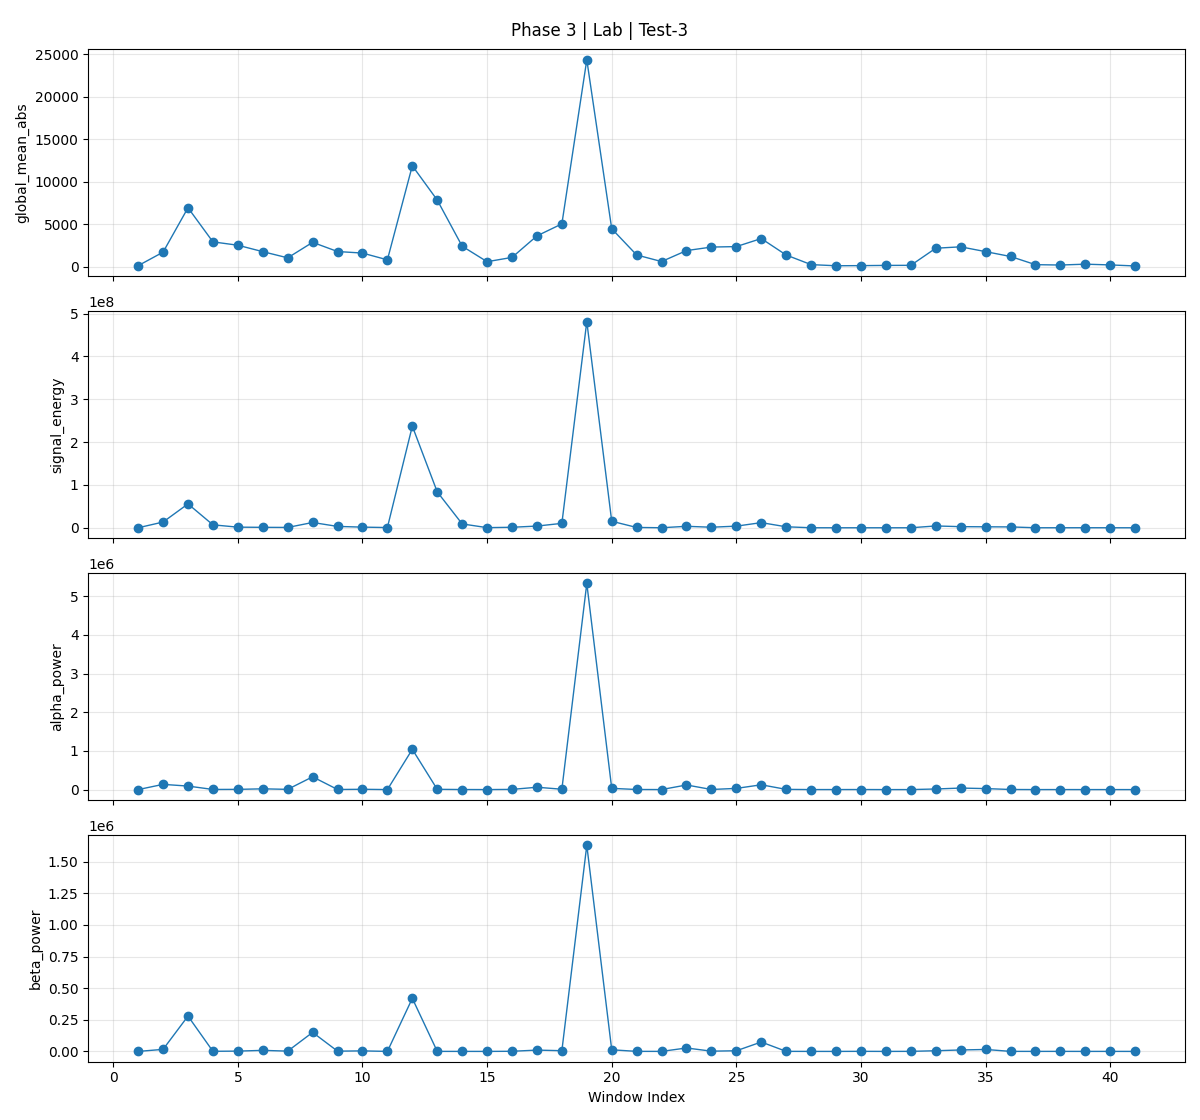 Phase 3 | Lab | Test-3
25000
20000
15000
10000
5000
0
global_mean_abs
1e8
5
4
3
2
1
0
signal_energy
1e6
5
4
3
2
1
0
alpha_power
1e6
1.50
1.25
1.00
0.75
0.50
0.25
0.00
beta_power
0 5 10 15 20 25 30 35 40
Window Index